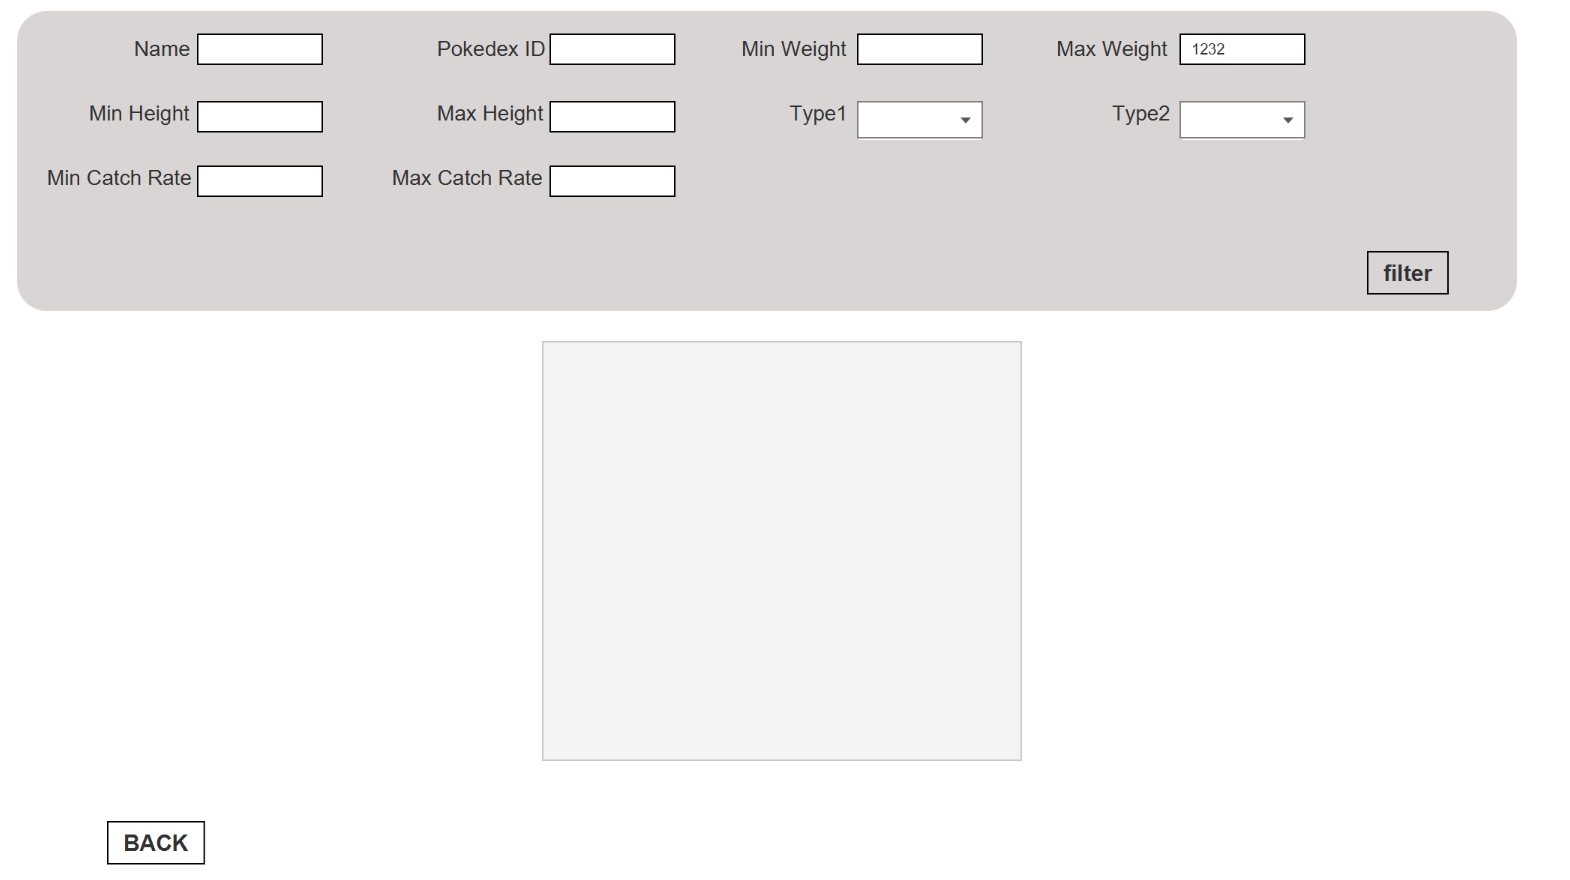 Name Pokedex ID Min Weight Max Weight 1232
Min Height Max Height Type1 Type2
Min Catch Rate Max Catch Rate
filter
BACK